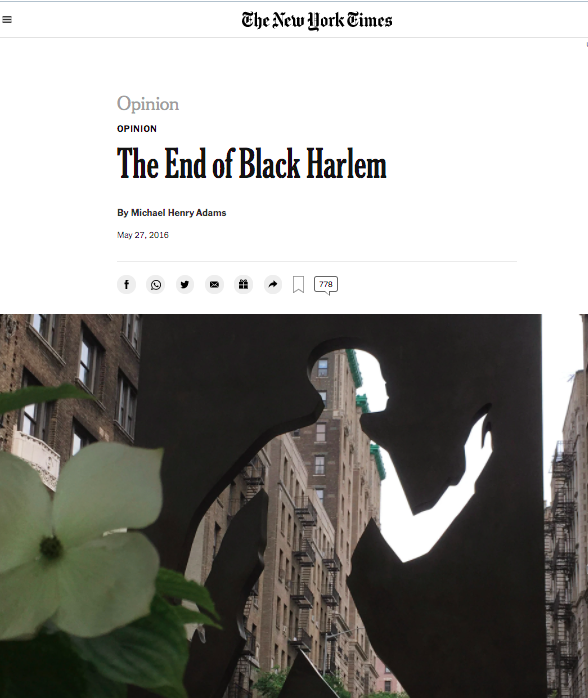 The New York Times
Opinion
OPINION
The End of Black Harlem
By Michael Henry Adams
May 27, 2016
778